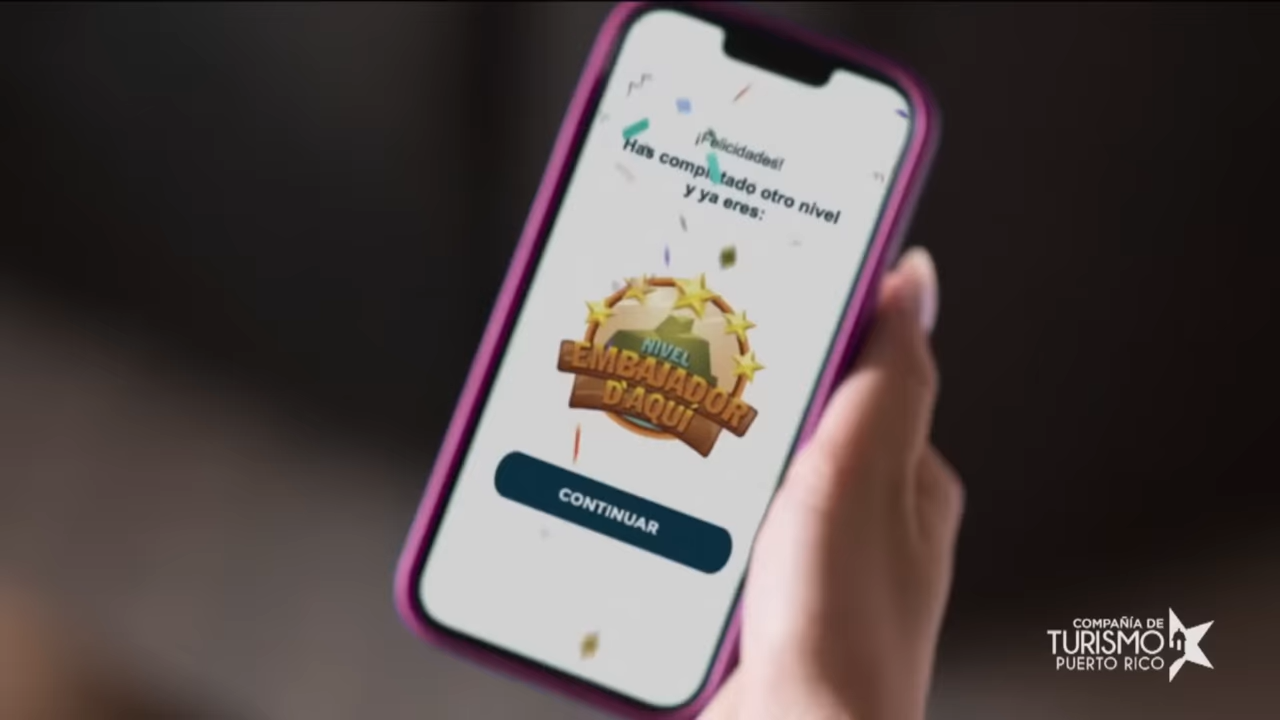 ¡Felicidades!
Has completado otro nivel
y ya eres:
NIVEL
EMBAJADOR
D'AQUÍ
CONTINUAR
COMPAÑÍA DE
TURISMO
PUERTO RICO